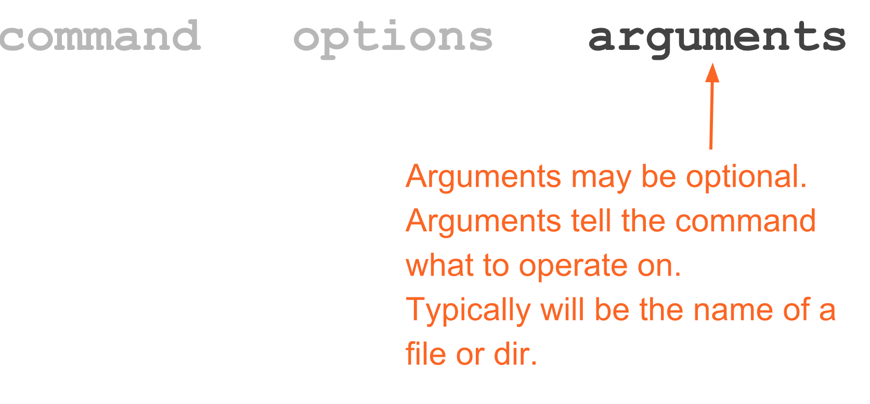 command options arguments
Arguments may be optional.
Arguments tell the command
what to operate on.
Typically will be the name of a
file or dir.